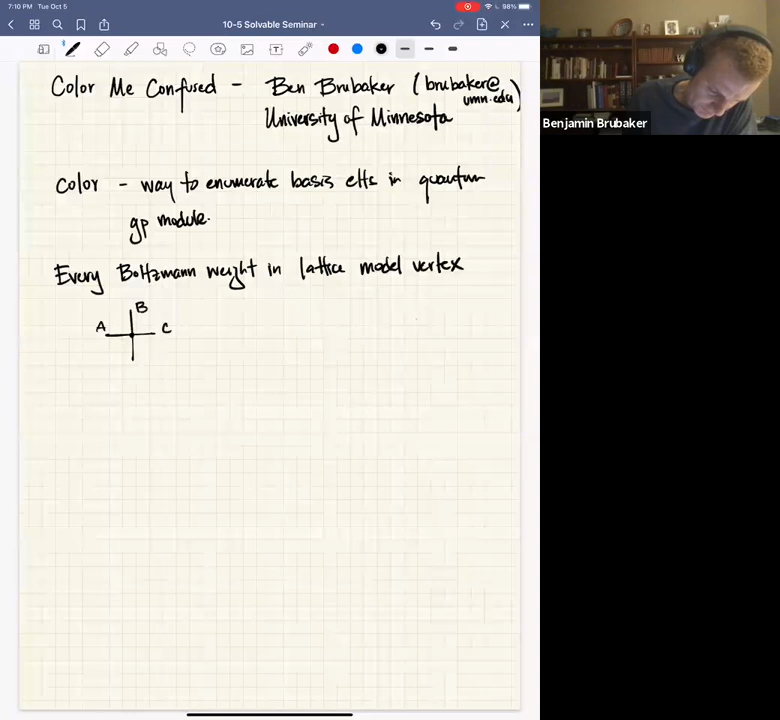 7:10 PM Tue Oct 5
98%
10-5 Solvable Seminar
Color Me Confused - Ben Brubaker (brubaker@
umn.edu)
University of Minnesota
Color - way to enumerate basis elts in quantum
gp module.
Every Boltzmann weight in lattice model vertex
B
A C
Benjamin Brubaker